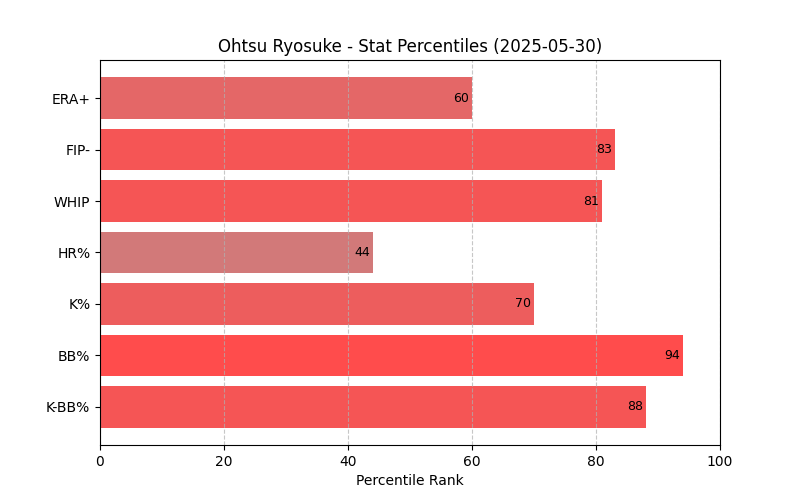 Ohtsu Ryosuke - Stat Percentiles (2025-05-30)
ERA+ 60
FIP- 83
WHIP 81
HR% 44
K% 70
BB% 94
K-BB% 88
0 20 40 60 80 100
Percentile Rank